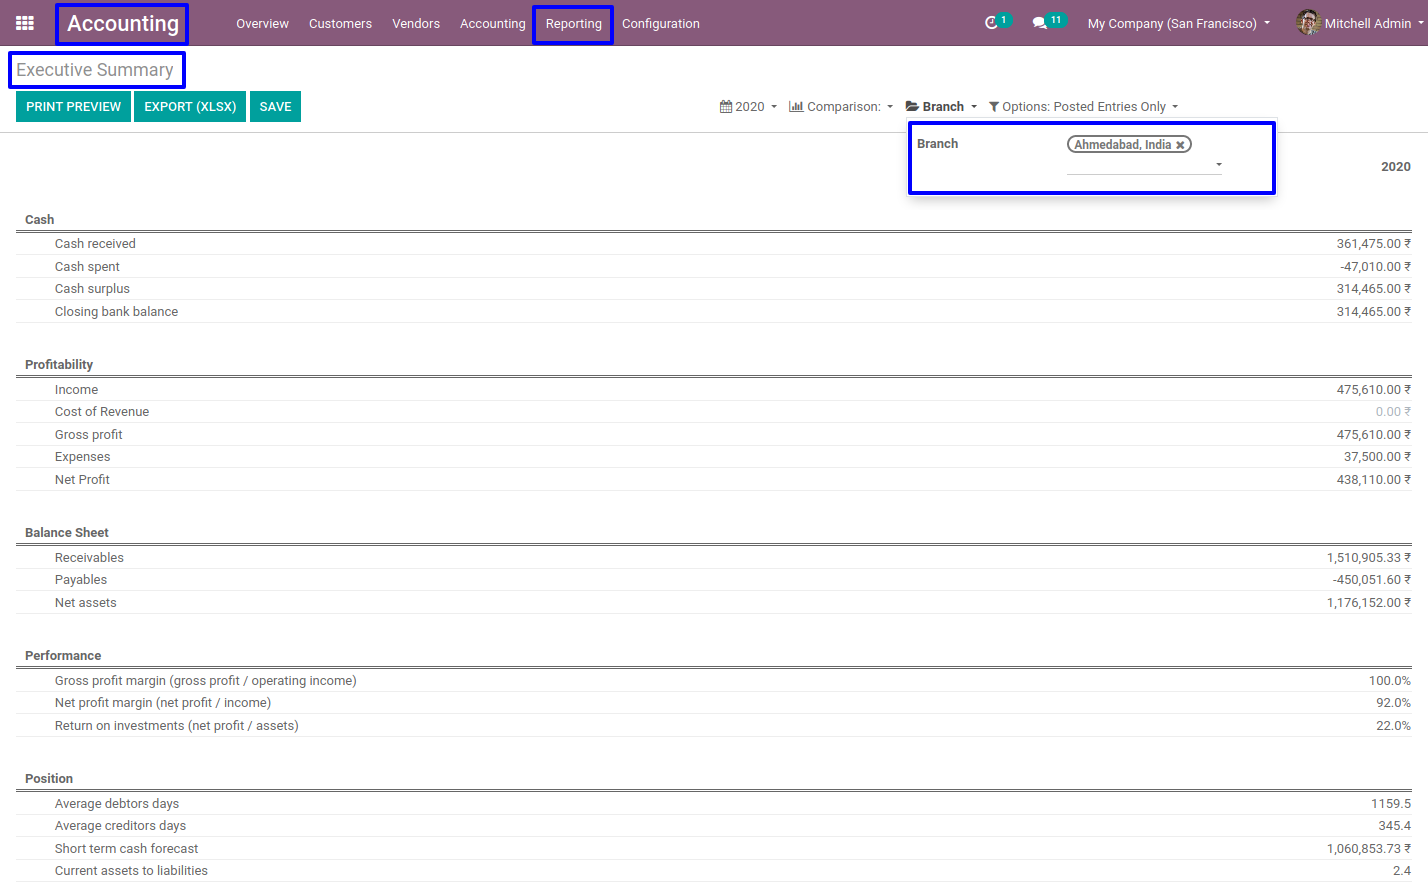 Accounting Overview Customers Vendors Accounting Reporting Configuration 1 11 My Company (San Francisco) Mitchell Admin
Executive Summary
PRINT PREVIEW EXPORT (XLSX) SAVE 2020 Comparison: Branch Options: Posted Entries Only
Branch Ahmedabad, India ✖
2020
Cash
Cash received 361,475.00 ₹
Cash spent -47,010.00 ₹
Cash surplus 314,465.00 ₹
Closing bank balance 314,465.00 ₹
Profitability
Income 475,610.00 ₹
Cost of Revenue 0.00 ₹
Gross profit 475,610.00 ₹
Expenses 37,500.00 ₹
Net Profit 438,110.00 ₹
Balance Sheet
Receivables 1,510,905.33 ₹
Payables -450,051.60 ₹
Net assets 1,176,152.00 ₹
Performance
Gross profit margin (gross profit / operating income) 100.0%
Net profit margin (net profit / income) 92.0%
Return on investments (net profit / assets) 22.0%
Position
Average debtors days 1159.5
Average creditors days 345.4
Short term cash forecast 1,060,853.73 ₹
Current assets to liabilities 2.4